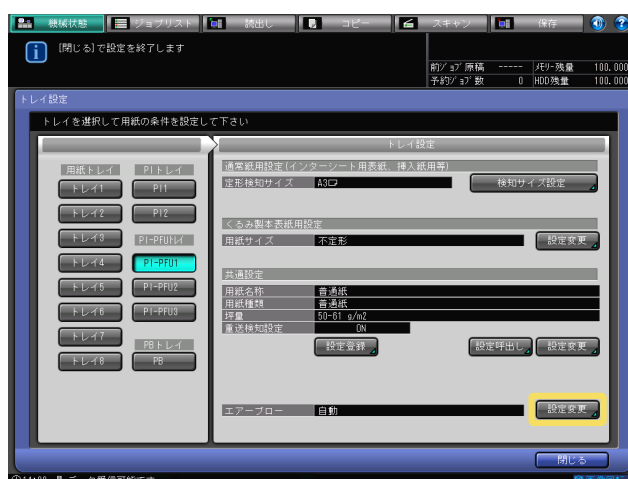 機械状態 ジョブリスト 読出し コピー スキャン 保存
[閉じる]で設定を終了します
前ジョブ原稿 ----- メモリー残量 100.000
予約ジョブ数 0 HDD残量 100.000
トレイ設定
トレイを選択して用紙の条件を設定して下さい
トレイ設定
用紙トレイ PIトレイ
トレイ1 PI1
トレイ2 PI2
トレイ3 PI-PFUトレイ
トレイ4 PI-PFU1
トレイ5 PI-PFU2
トレイ6 PI-PFU3
トレイ7 PBトレイ
トレイ8 PB
通常紙用設定(インターシート用表紙、挿入紙用等)
定形検知サイズ A3 検知サイズ設定
くるみ製本表紙用設定
用紙サイズ 不定形 設定変更
共通設定
用紙名称 普通紙
用紙種類 普通紙
坪量 50-61 g/m2
重送検知設定 ON
設定登録 設定呼出し 設定変更
エアーブロー 自動 設定変更
閉じる